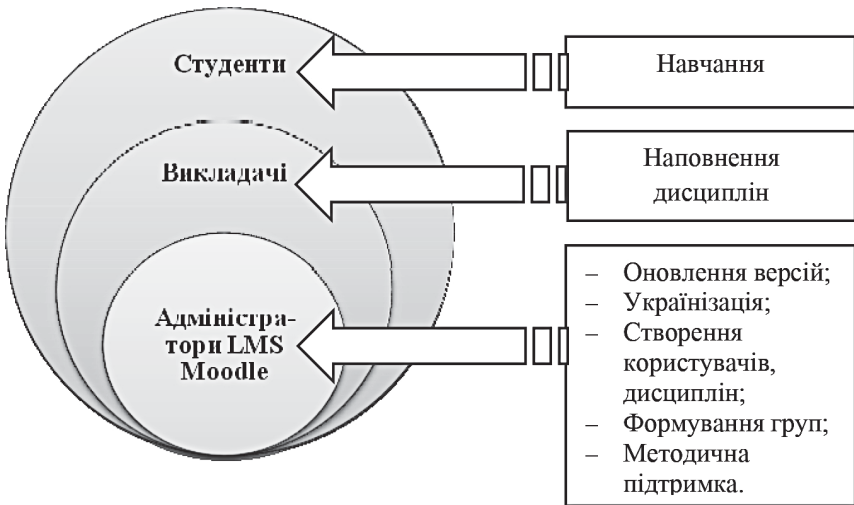 Студенти
Навчання
Викладачі
Наповнення
дисциплін
Адміністра-
тори LMS
Moodle
– Оновлення версій;
– Українізація;
– Створення
користувачів,
дисциплін;
– Формування груп;
– Методична
підтримка.